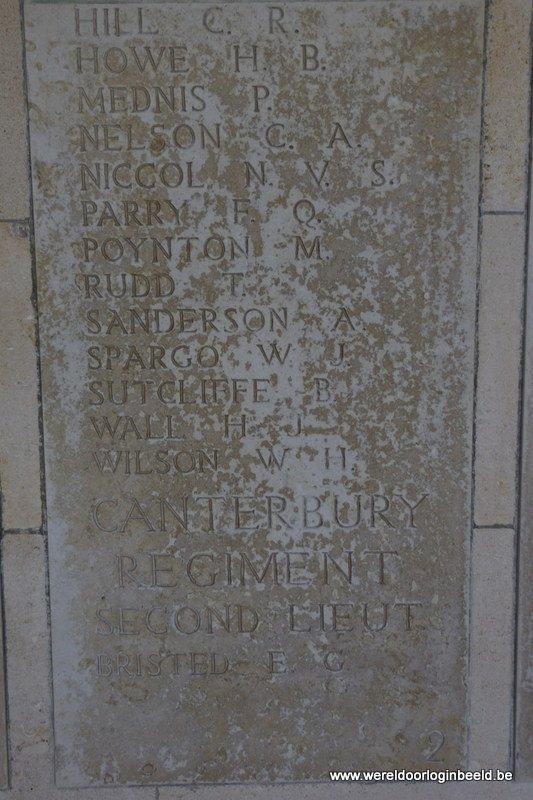 HILL C. R.
HOWE H. B.
MEDNIS P.
NELSON C. A.
NICCOL N. V. S.
PARRY F. Q.
POYNTON M.
RUDD T.
SANDERSON A.
SPARGO W. J.
SUTCLIFFE B.
WALL H. J.
WILSON W. H.
CANTERBURY
REGIMENT
SECOND LIEUT.
BRISTED E. G.
2
www.wereldoorloginbeeld.be